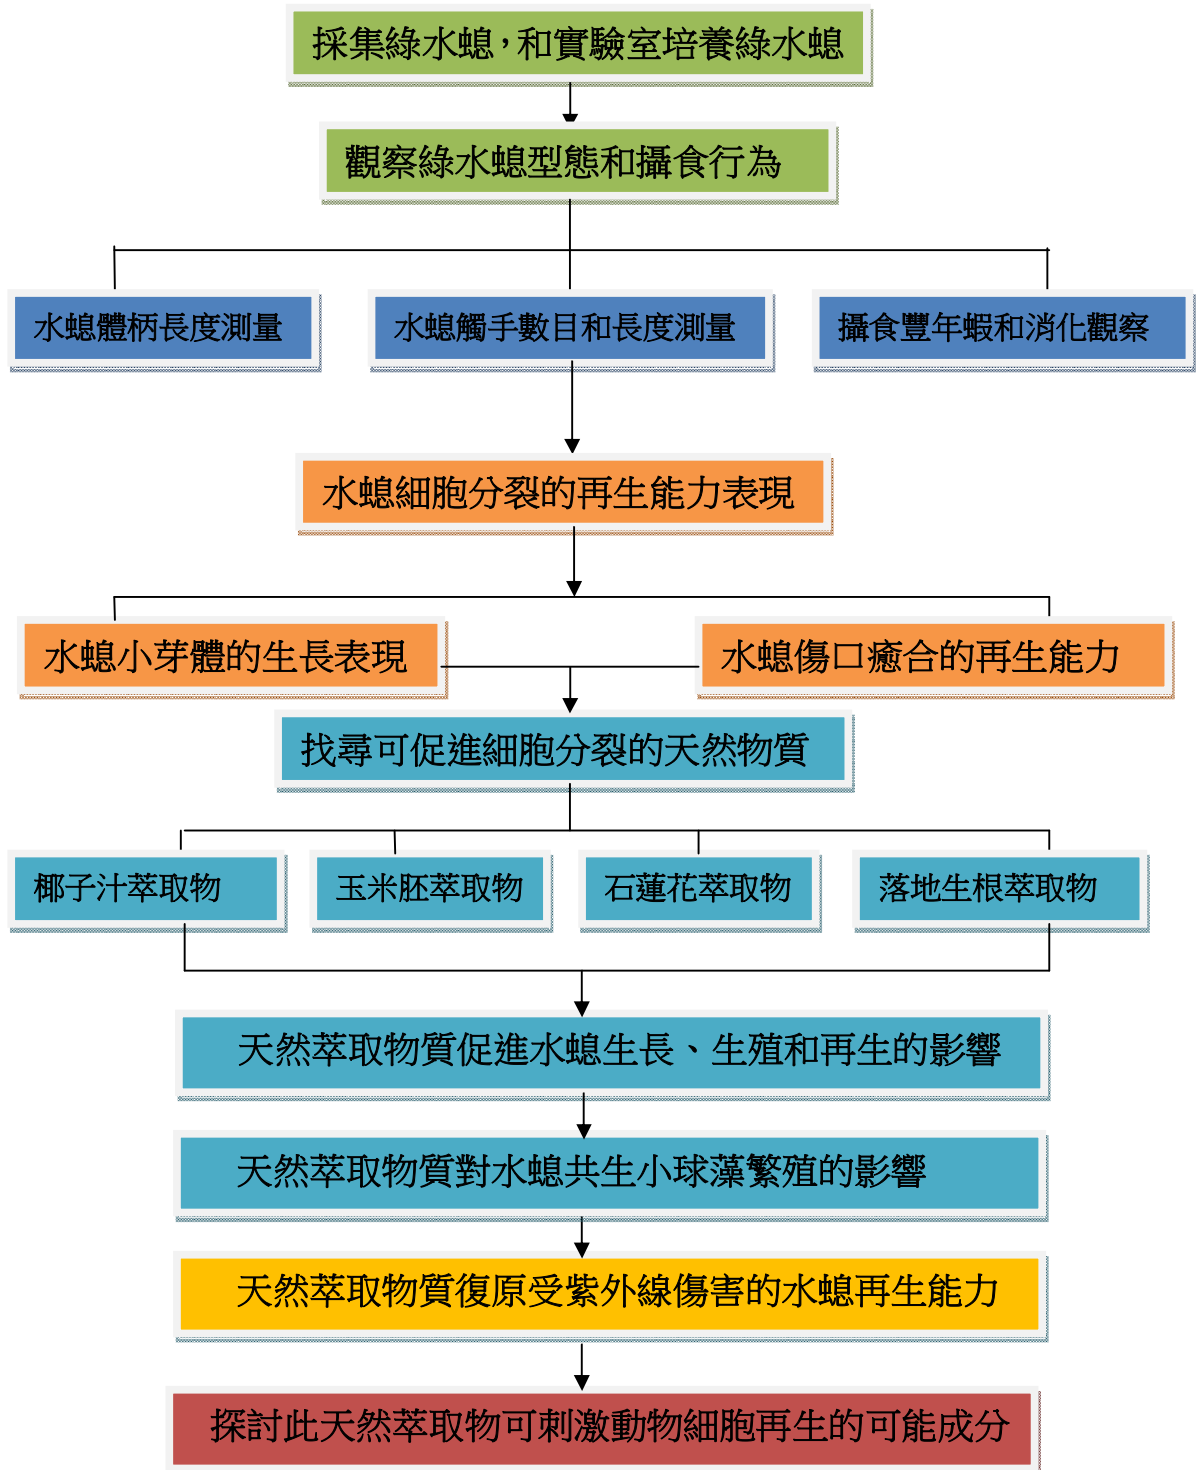 採集綠水螅，和實驗室培養綠水螅
觀察綠水螅型態和攝食行為
水螅體柄長度測量
水螅觸手數目和長度測量
攝食豐年蝦和消化觀察
水螅細胞分裂的再生能力表現
水螅小芽體的生長表現
水螅傷口癒合的再生能力
找尋可促進細胞分裂的天然物質
椰子汁萃取物
玉米胚萃取物
石蓮花萃取物
落地生根萃取物
天然萃取物質促進水螅生長、生殖和再生的影響
天然萃取物質對水螅共生小球藻繁殖的影響
天然萃取物質復原受紫外線傷害的水螅再生能力
探討此天然萃取物可刺激動物細胞再生的可能成分